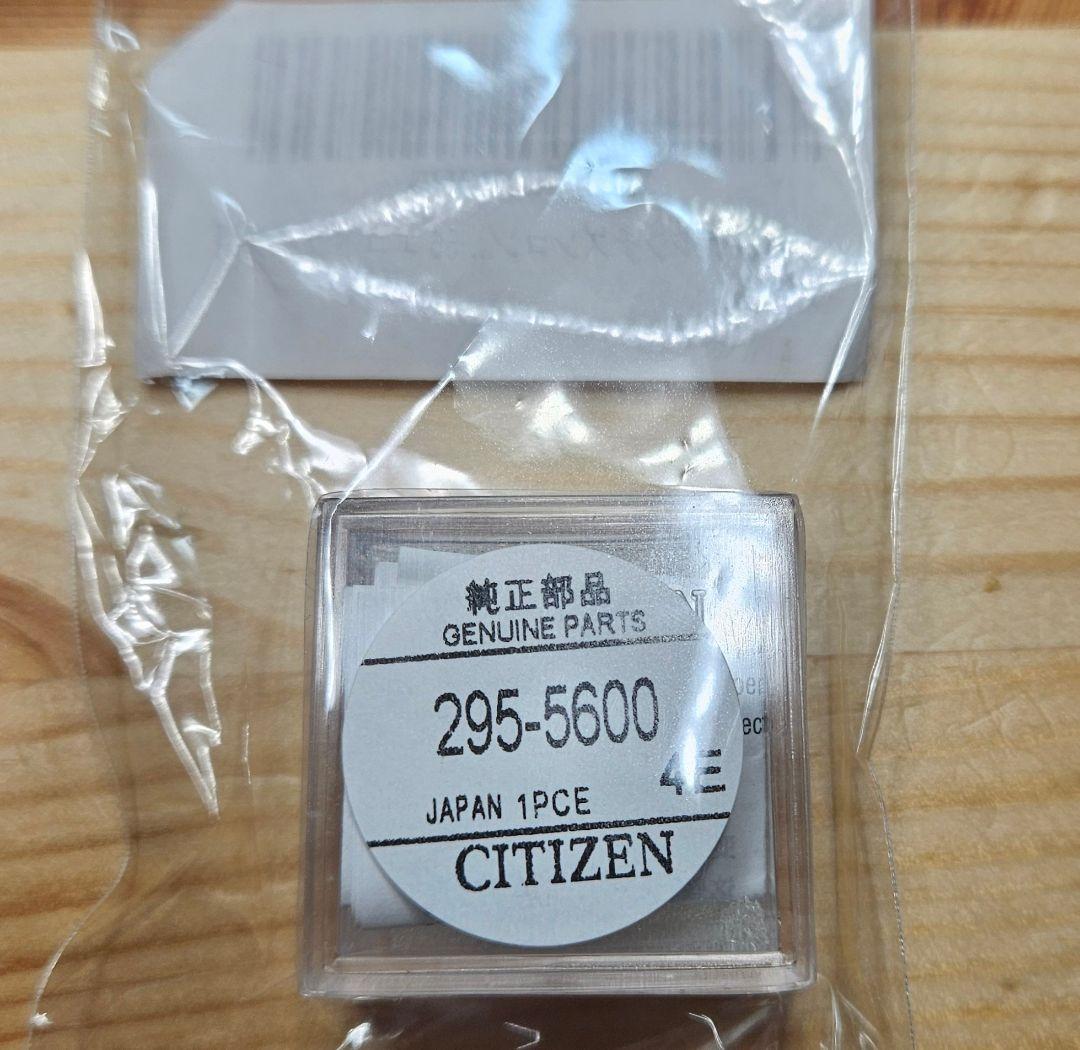 純正部品
GENUINE PARTS
295-5600
4E
JAPAN 1PCE
CITIZEN